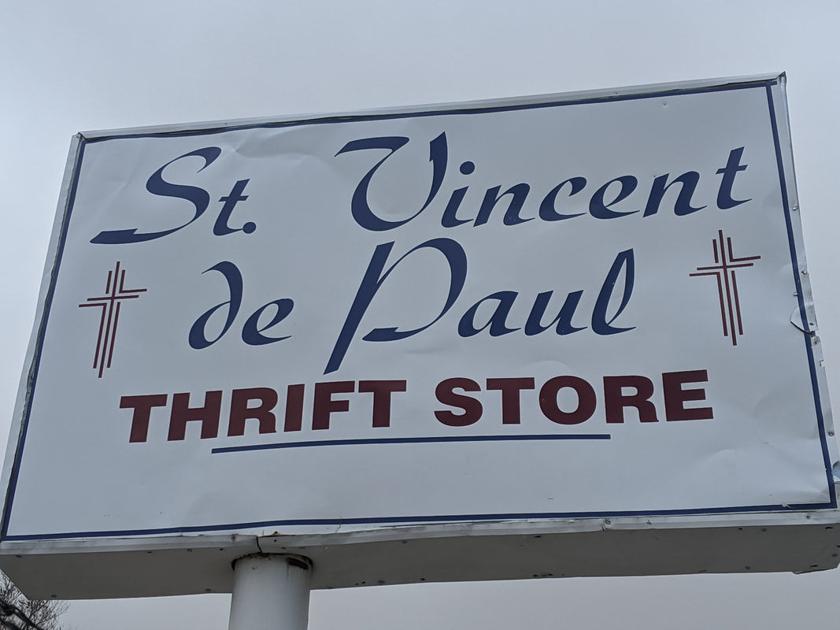 St. Vincent
de Paul
THRIFT STORE